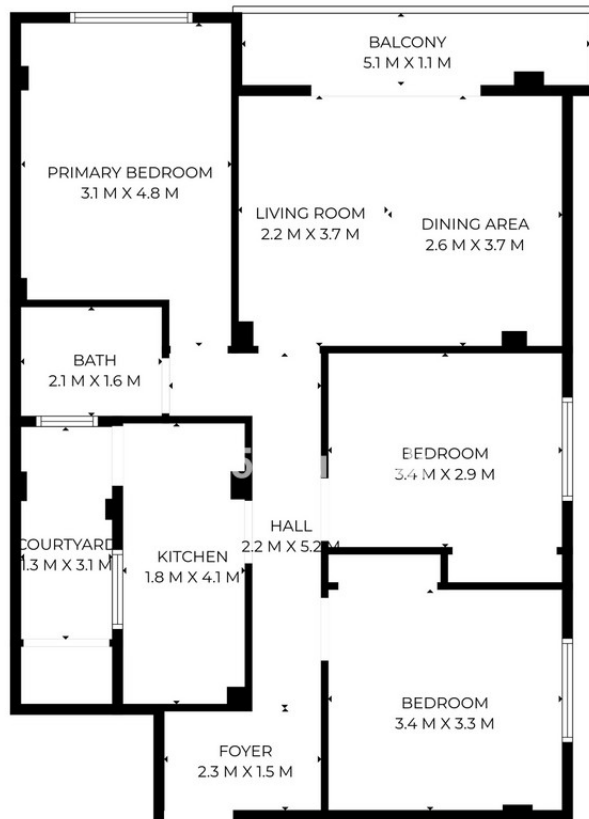 BALCONY
5.1 M X 1.1 M
PRIMARY BEDROOM
3.1 M X 4.8 M
LIVING ROOM
2.2 M X 3.7 M
DINING AREA
2.6 M X 3.7 M
BATH
2.1 M X 1.6 M
BEDROOM
3.4 M X 2.9 M
HALL
2.2 M X 5.2 M
COURTYARD
1.3 M X 3.1 M
KITCHEN
1.8 M X 4.1 M
BEDROOM
3.4 M X 3.3 M
FOYER
2.3 M X 1.5 M